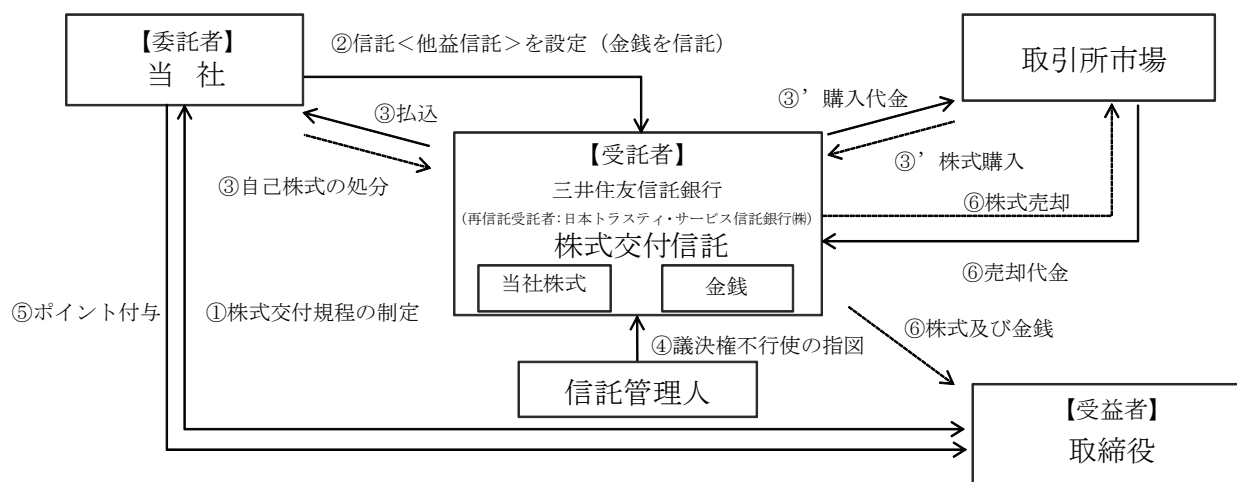 【委託者】
当 社
②信託<他益信託>を設定（金銭を信託）
取引所市場
③払込
③’購入代金
③自己株式の処分
③’株式購入
【受託者】
三井住友信託銀行
(再信託受託者：日本トラスティ・サービス信託銀行㈱)
株式交付信託
当社株式
金銭
⑥株式売却
⑥売却代金
⑤ポイント付与
①株式交付規程の制定
④議決権不行使の指図
⑥株式及び金銭
信託管理人
【受益者】
取締役